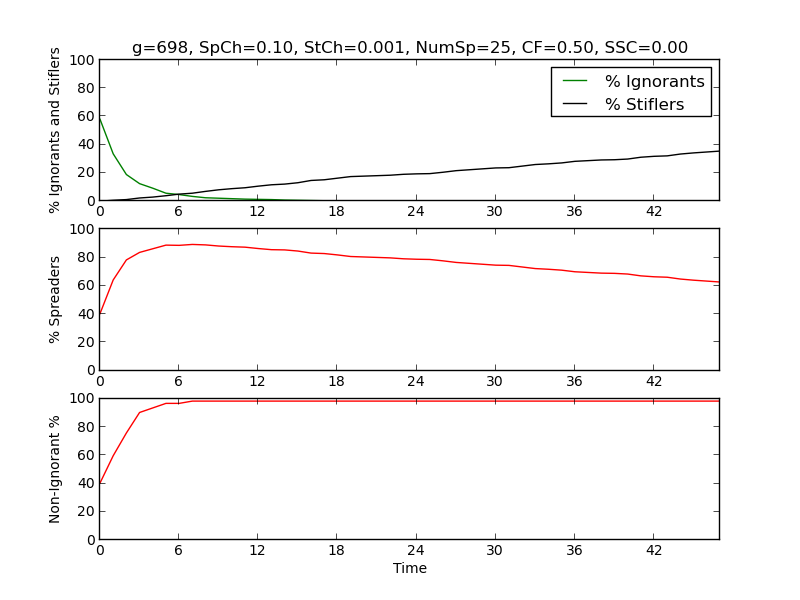 g=698, SpCh=0.10, StCh=0.001, NumSp=25, CF=0.50, SSC=0.00
% Ignorants and Stiflers
100
80
60
40
20
0
% Ignorants
% Stiflers
0 6 12 18 24 30 36 42
% Spreaders
100
80
60
40
20
0
0 6 12 18 24 30 36 42
Non-Ignorant %
100
80
60
40
20
0
0 6 12 18 24 30 36 42
Time